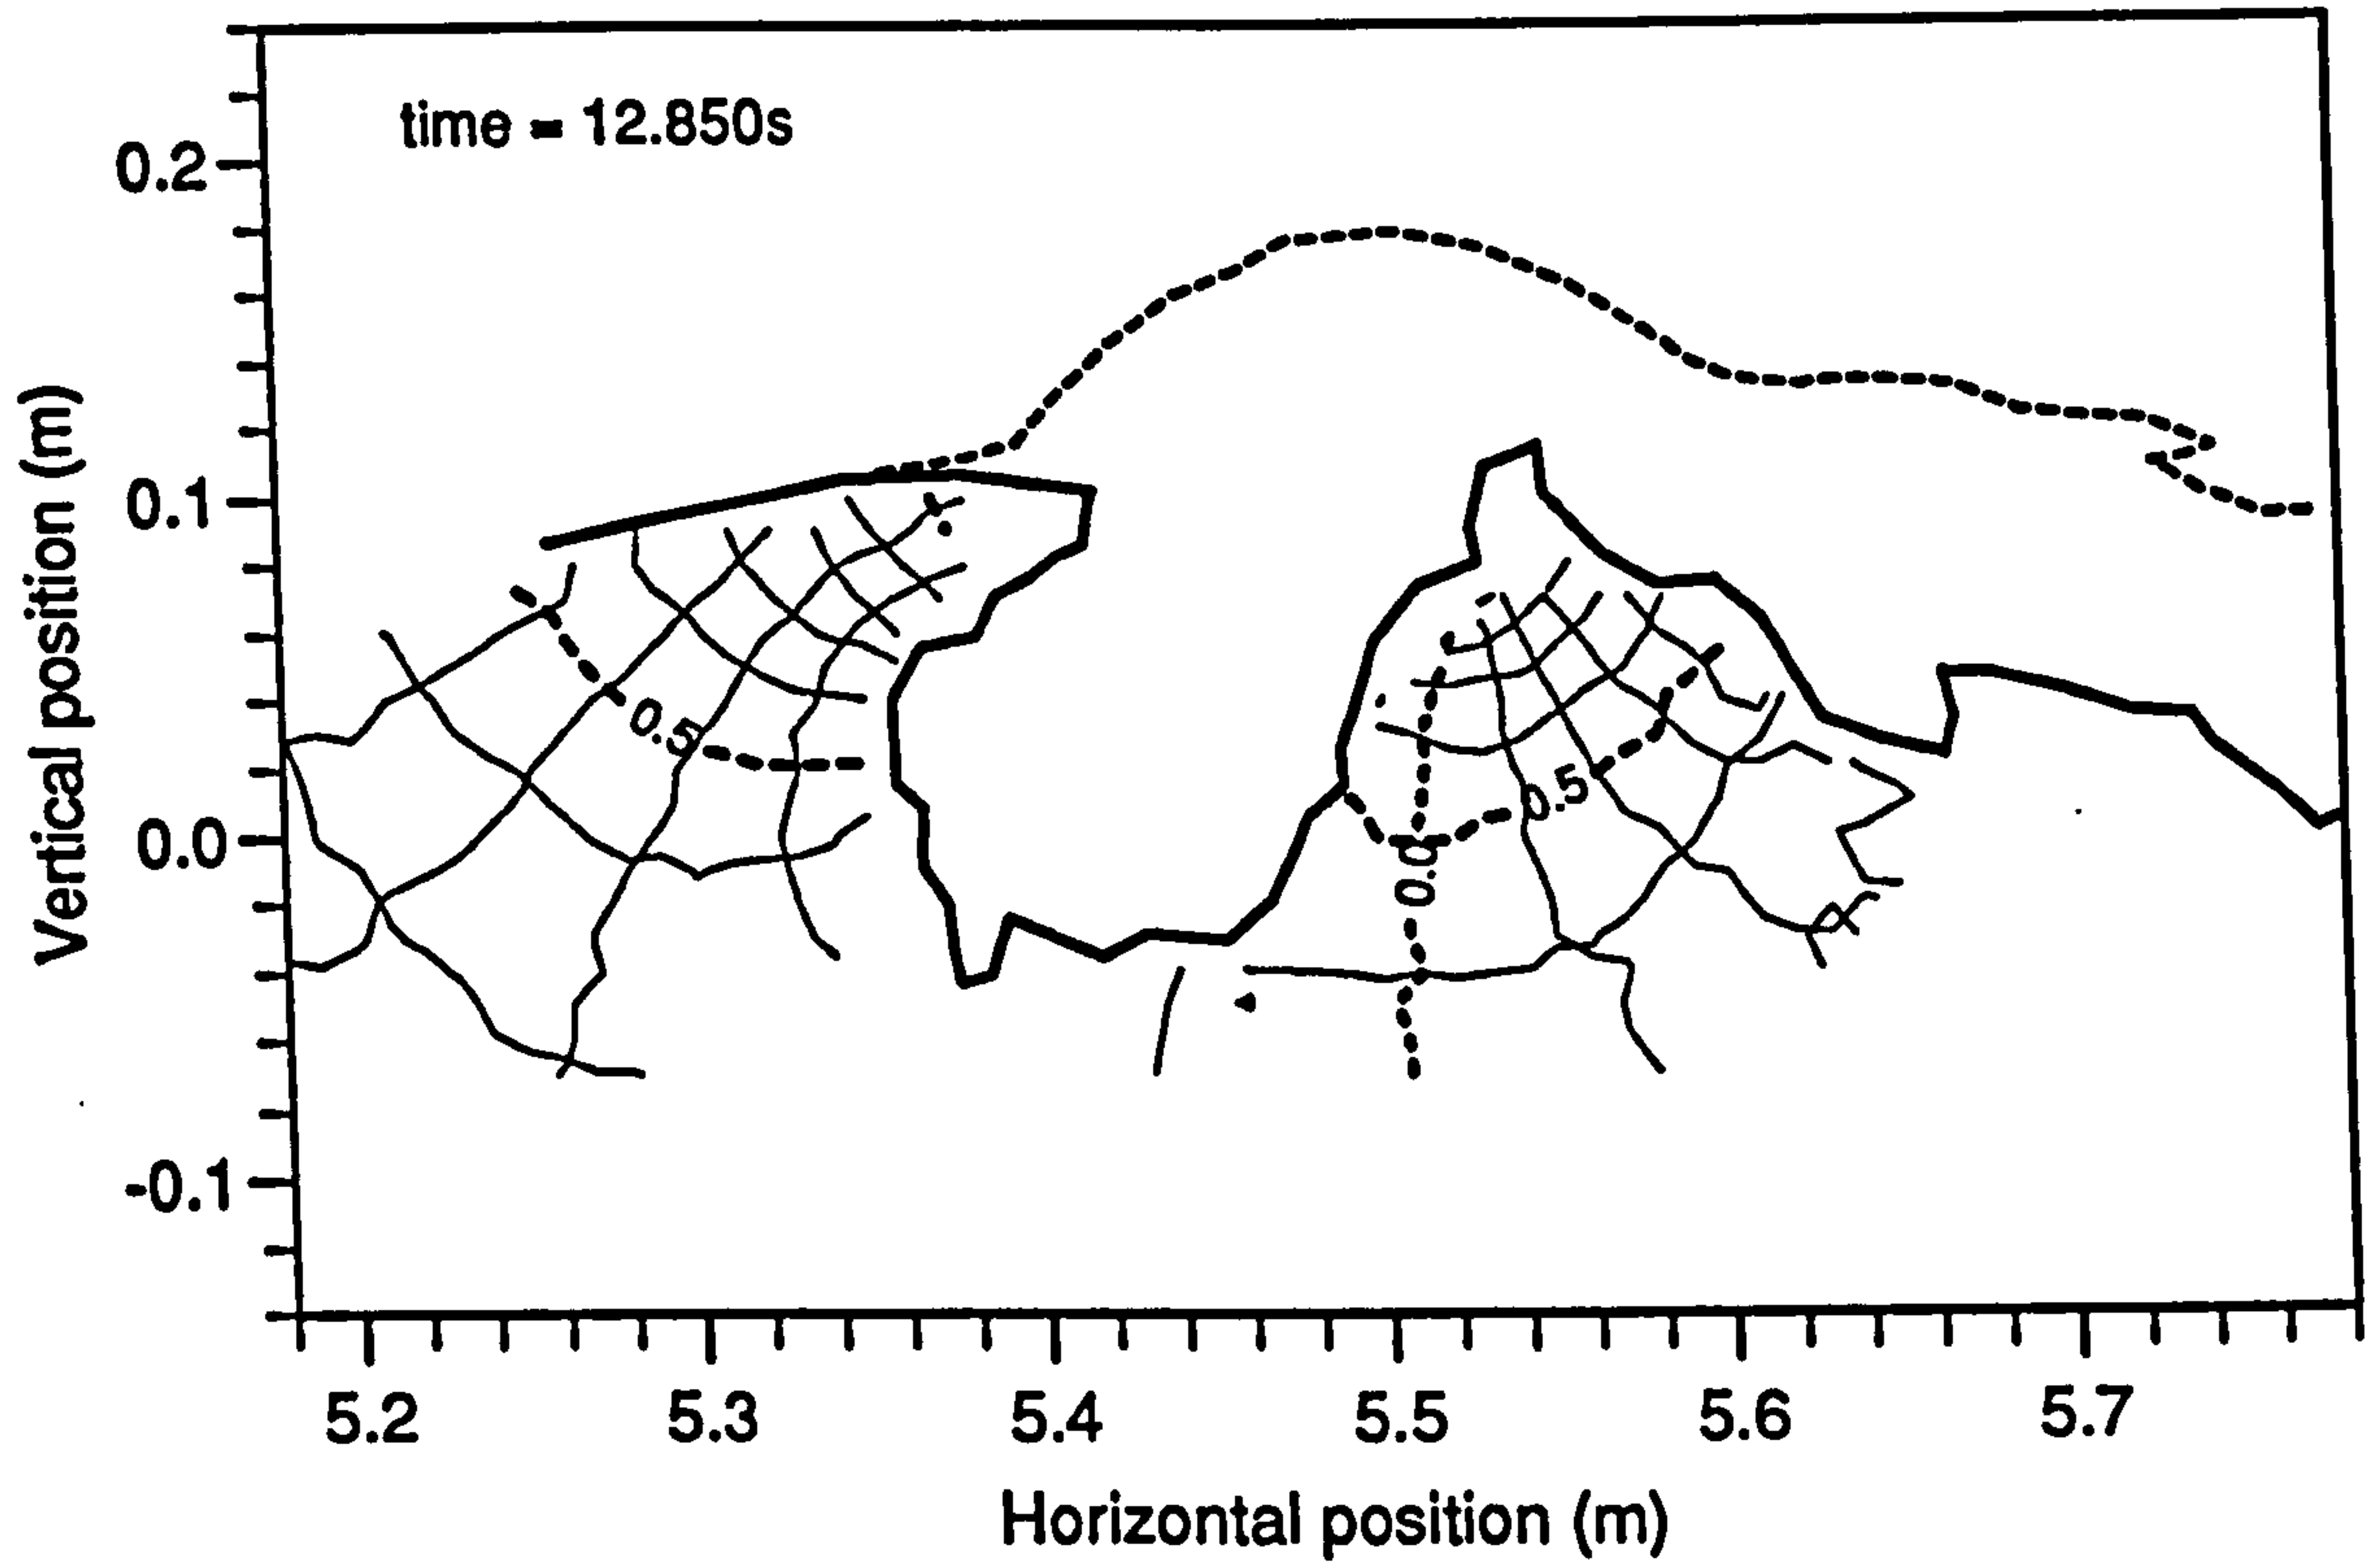 time = 12.850s
0.2
0.1
0.0
-0.1
Vertical position (m)
0.5
0.5
0.0
5.2 5.3 5.4 5.5 5.6 5.7
Horizontal position (m)